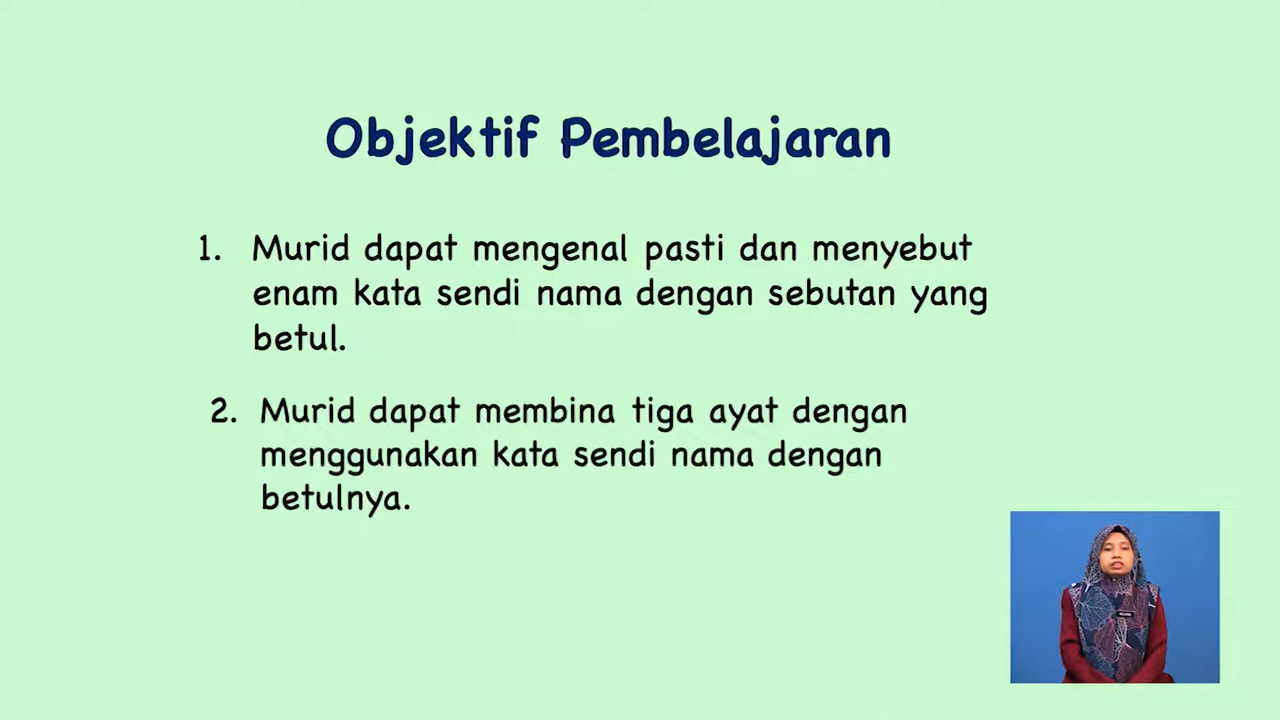 Objektif Pembelajaran
1. Murid dapat mengenal pasti dan menyebut
enam kata sendi nama dengan sebutan yang
betul.
2. Murid dapat membina tiga ayat dengan
menggunakan kata sendi nama dengan
betulnya.